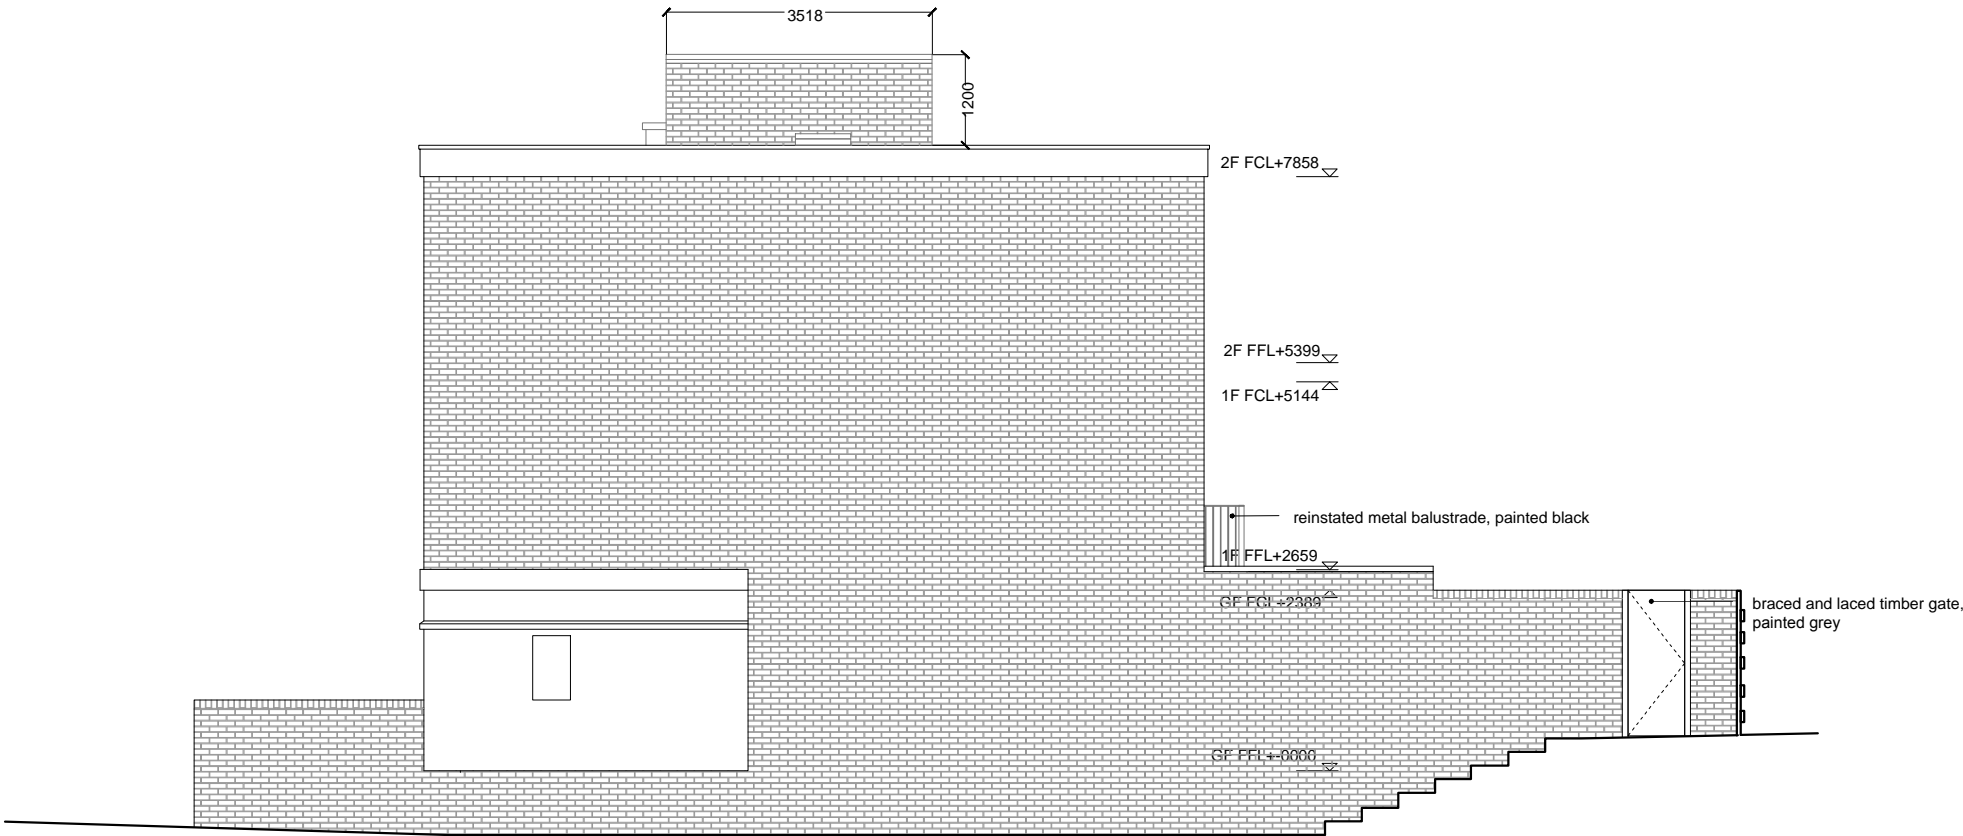 3518
1200
2F FCL+7858
2F FFL+5399
1F FCL+5144
reinstated metal balustrade, painted black
1F FFL+2659
GF FCL+2389
braced and laced timber gate,
painted grey
GF FFL+-0000